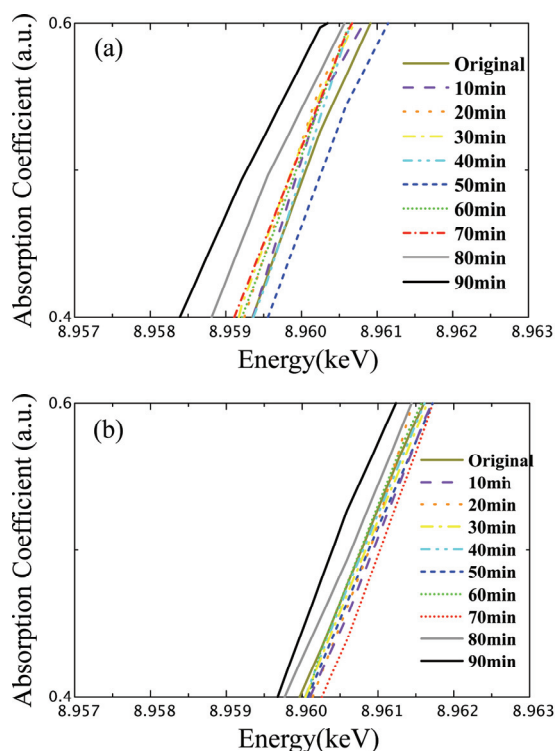 (a)
Absorption Coefficient (a.u.)
0.6
0.4
Original
10min
20min
30min
40min
50min
60min
70min
80min
90min
8.957 8.958 8.959 8.960 8.961 8.962 8.963
Energy(keV)
(b)
Absorption Coefficient (a.u.)
0.6
0.4
Original
10min
20min
30min
40min
50min
60min
70min
80min
90min
8.957 8.958 8.959 8.960 8.961 8.962 8.963
Energy(keV)